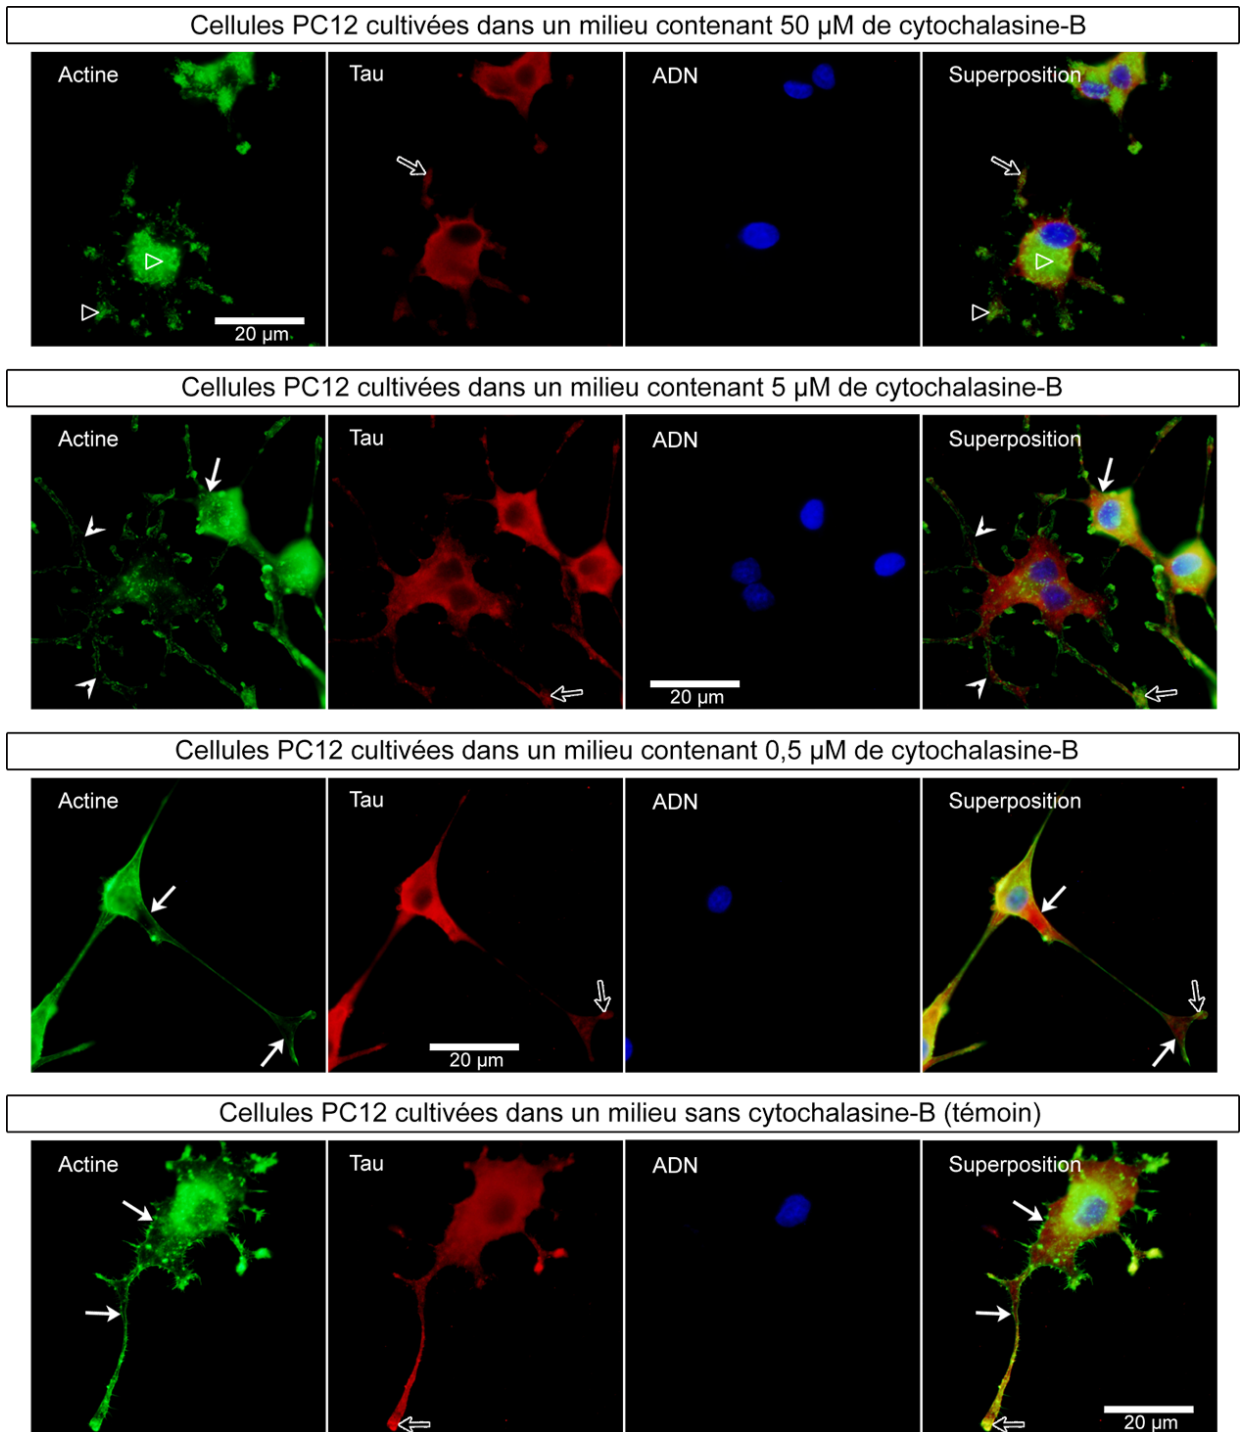 Cellules PC12 cultivées dans un milieu contenant 50 µM de cytochalasine-B
Actine
Tau
ADN
Superposition
20 µm
Cellules PC12 cultivées dans un milieu contenant 5 µM de cytochalasine-B
Actine
Tau
ADN
Superposition
20 µm
Cellules PC12 cultivées dans un milieu contenant 0,5 µM de cytochalasine-B
Actine
Tau
ADN
Superposition
20 µm
Cellules PC12 cultivées dans un milieu sans cytochalasine-B (témoin)
Actine
Tau
ADN
Superposition
20 µm